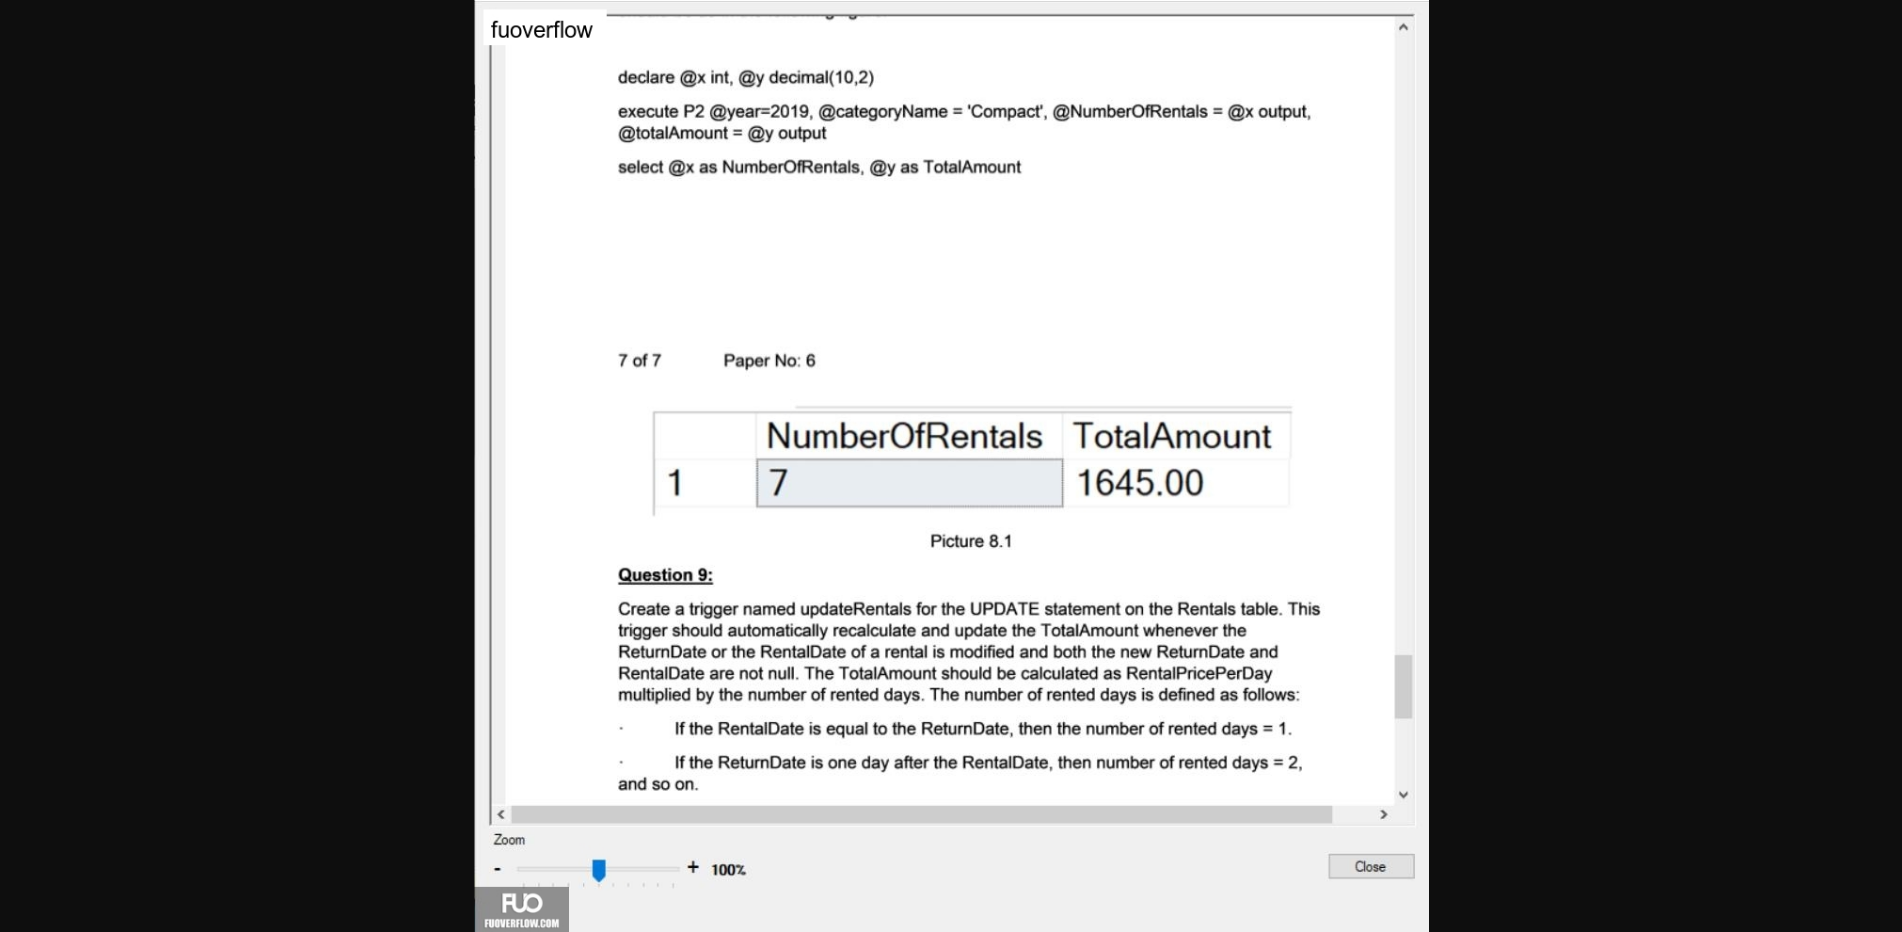 fuoverflow
declare @x int, @y decimal(10,2)
execute P2 @year=2019, @categoryName = 'Compact', @NumberOfRentals = @x output,
@totalAmount = @y output
select @x as NumberOfRentals, @y as TotalAmount
7 of 7 Paper No: 6
NumberOfRentals TotalAmount
1 7 1645.00
Picture 8.1
Question 9:
Create a trigger named updateRentals for the UPDATE statement on the Rentals table. This
trigger should automatically recalculate and update the TotalAmount whenever the
ReturnDate or the RentalDate of a rental is modified and both the new ReturnDate and
RentalDate are not null. The TotalAmount should be calculated as RentalPricePerDay
multiplied by the number of rented days. The number of rented days is defined as follows:
· If the RentalDate is equal to the ReturnDate, then the number of rented days = 1.
· If the ReturnDate is one day after the RentalDate, then number of rented days = 2,
and so on.
Zoom
- + 100%
Close
FUO
FUOVERFLOW.COM